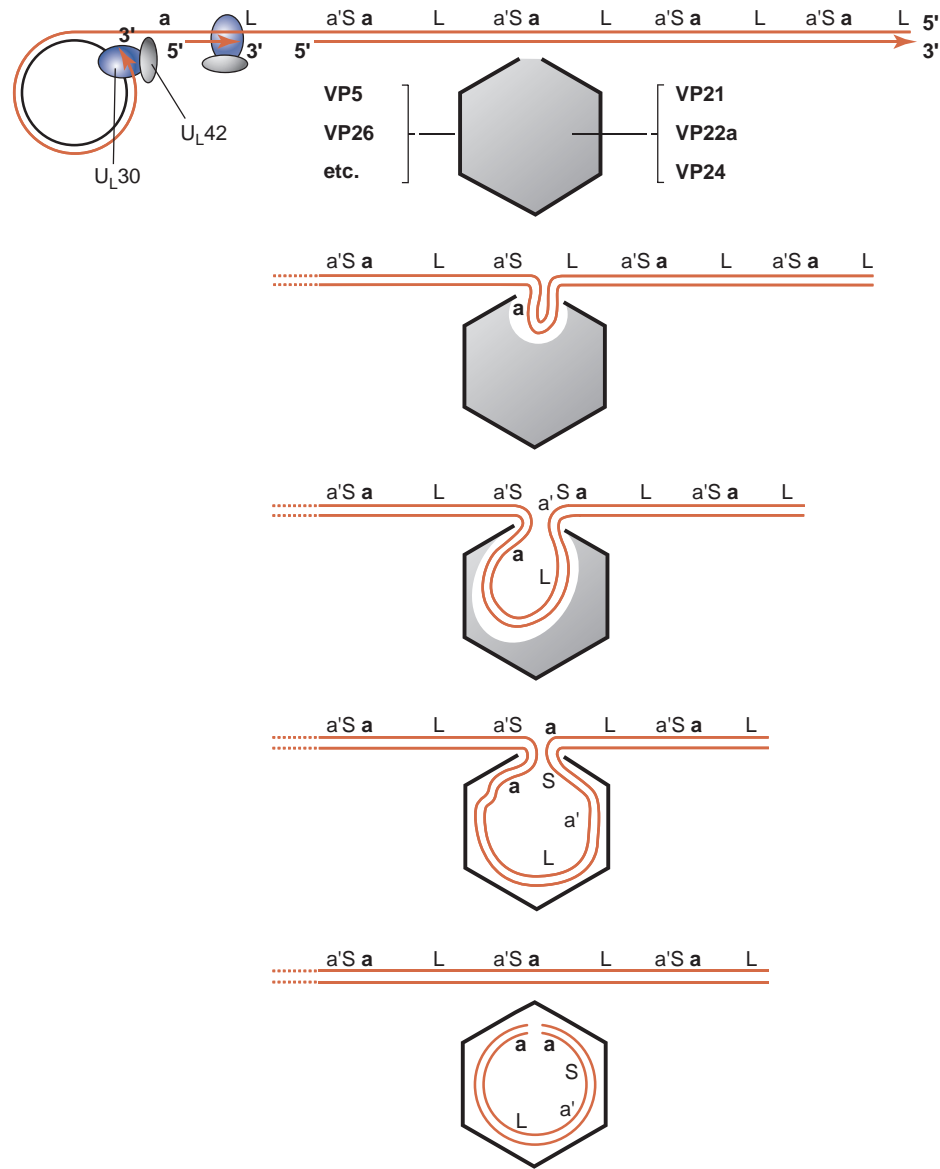 a L a'S a L a'S a L a'S a L a'S a L 5'
3' 5' 3' 5' 3'
U_L42
U_L30
VP5 VP21
VP26 VP22a
etc. VP24
a'S a L a'S L a'S a L a'S a L
a
a'S a L a'S a' S a L a'S a L
a
L
a'S a L a'S a L a'S a L
a S
a'
L
a'S a L a'S a L a'S a L
a a
S
L a'